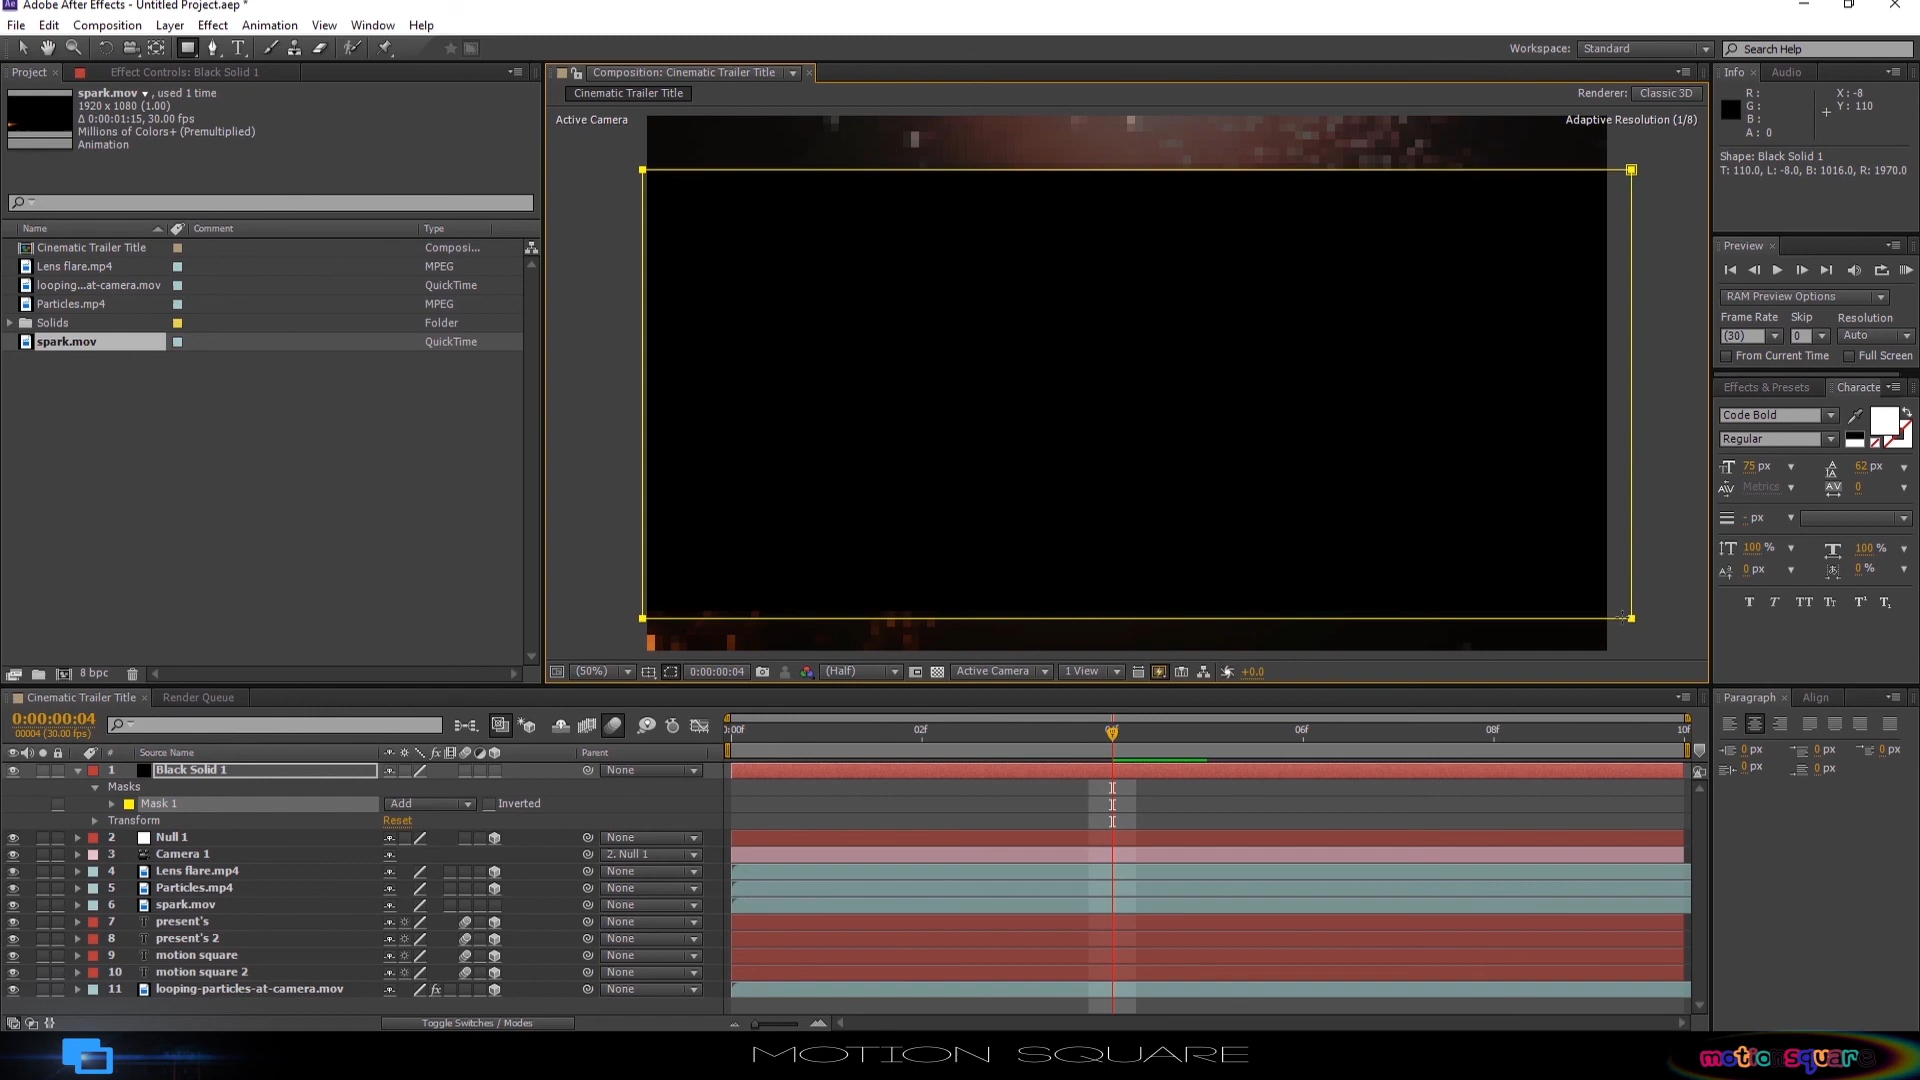 Adobe After Effects - Untitled Project.aep *
File Edit Composition Layer Effect Animation View Window Help
Workspace: Standard Search Help
Project Effect Controls: Black Solid 1
spark.mov , used 1 time
1920 x 1080 (1.00)
Δ 0:00:01:15, 30.00 fps
Millions of Colors+ (Premultiplied)
Animation
Name Comment Type
Cinematic Trailer Title Composi...
Lens flare.mp4 MPEG
looping...at-camera.mov QuickTime
Particles.mp4 MPEG
Solids Folder
spark.mov QuickTime
8 bpc
Composition: Cinematic Trailer Title
Cinematic Trailer Title
Renderer: Classic 3D
Active Camera
Adaptive Resolution (1/8)
(50%) 0:00:00:04 (Half) Active Camera 1 View +0.0
Info Audio
R : X : -8
G : Y : 110
B :
A : 0
Shape: Black Solid 1
T: 110.0, L: -8.0, B: 1016.0, R: 1970.0
Preview
RAM Preview Options
Frame Rate Skip Resolution
(30) 0 Auto
From Current Time Full Screen
Effects & Presets Characte
Code Bold
Regular
75 px 62 px
Metrics 0
- px
100 % 100 %
0 px 0 %
T T TT Tt T¹ T₁
Cinematic Trailer Title Render Queue
0:00:00:04
00004 (30.00 fps)
:00f 02f 06f 08f 10f
# Source Name Parent
1 Black Solid 1 None
Masks
Mask 1 Add Inverted
Transform Reset
2 Null 1 None
3 Camera 1 2. Null 1
4 Lens flare.mp4 None
5 Particles.mp4 None
6 spark.mov None
7 present's None
8 present's 2 None
9 motion square None
10 motion square 2 None
11 looping-particles-at-camera.mov None
Toggle Switches / Modes
Paragraph Align
0 px 0 px 0 px
0 px 0 px
MOTION SQUARE
motionsquare